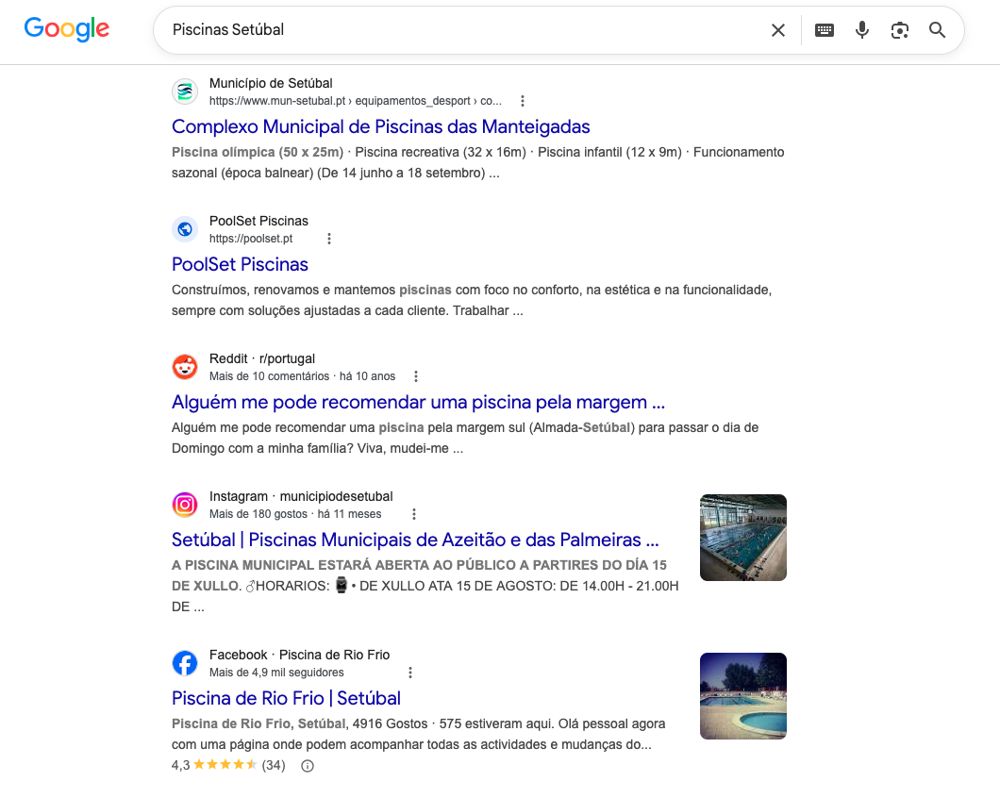 Google
Piscinas Setúbal
Município de Setúbal
https://www.mun-setubal.pt › equipamentos_desport › co...
Complexo Municipal de Piscinas das Manteigadas
Piscina olímpica (50 x 25m) · Piscina recreativa (32 x 16m) · Piscina infantil (12 x 9m) · Funcionamento
sazonal (época balnear) (De 14 junho a 18 setembro) ...
PoolSet Piscinas
https://poolset.pt
PoolSet Piscinas
Construímos, renovamos e mantemos piscinas com foco no conforto, na estética e na funcionalidade,
sempre com soluções ajustadas a cada cliente. Trabalhar ...
Reddit · r/portugal
Mais de 10 comentários · há 10 anos
Alguém me pode recomendar uma piscina pela margem ...
Alguém me pode recomendar uma piscina pela margem sul (Almada-Setúbal) para passar o dia de
Domingo com a minha família? Viva, mudei-me ...
Instagram · municipiodesetubal
Mais de 180 gostos · há 11 meses
Setúbal | Piscinas Municipais de Azeitão e das Palmeiras ...
A PISCINA MUNICIPAL ESTARÁ ABERTA AO PÚBLICO A PARTIRES DO DÍA 15
DE XULLO. ♂HORARIOS: ⌚• DE XULLO ATA 15 DE AGOSTO: DE 14.00H - 21.00H
DE ...
Facebook · Piscina de Rio Frio
Mais de 4,9 mil seguidores
Piscina de Rio Frio | Setúbal
Piscina de Rio Frio, Setúbal, 4916 Gostos · 575 estiveram aqui. Olá pessoal agora
com uma página onde podem acompanhar todas as actividades e mudanças do...
4,3 (34)